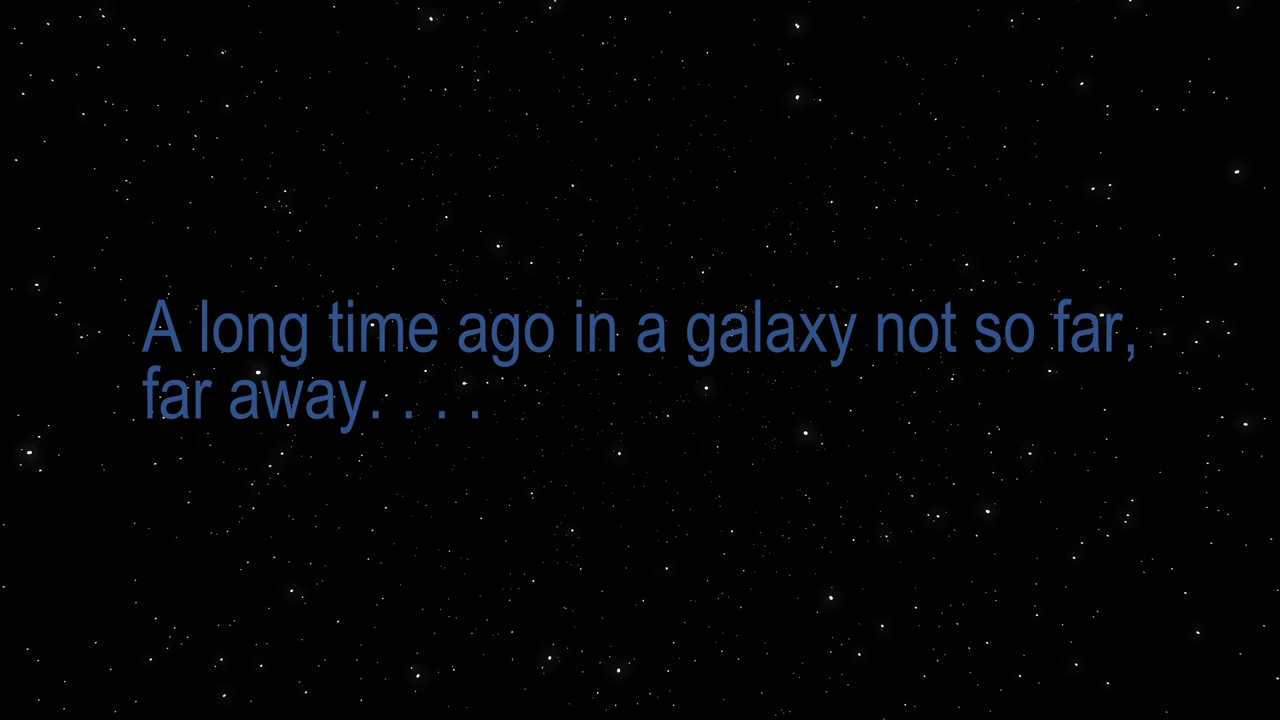 A long time ago in a galaxy not so far,
far away. . . .